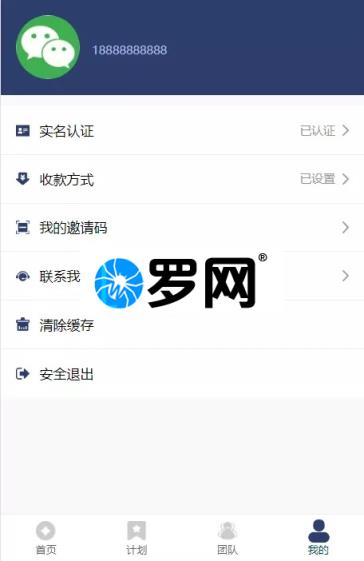 18888888888
实名认证 已认证
收款方式 已设置
我的邀请码
联系我
罗网®
清除缓存
安全退出
首页 计划 团队 我的